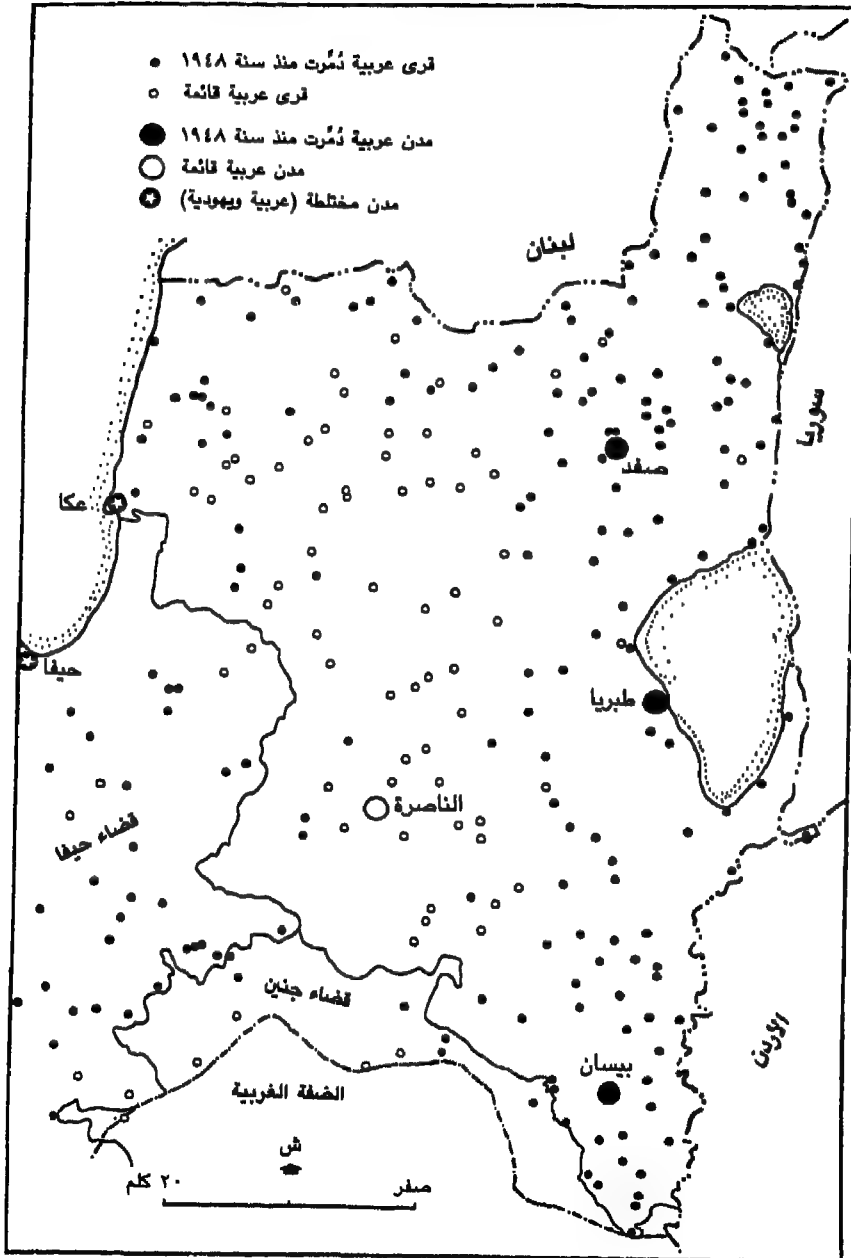 قرى عربية دُمِّرت منذ سنة ١٩٤٨
قرى عربية قائمة
مدن عربية دُمِّرت منذ سنة ١٩٤٨
مدن عربية قائمة
مدن مختلطة (عربية ويهودية)
لبنان
سوريا
صفد
عكا
حيفا
طبريا
الناصرة
قضاء حيفا
قضاء جنين
الأردن
بيسان
الضفة الغربية
ش
صفر ٢٠ كلم